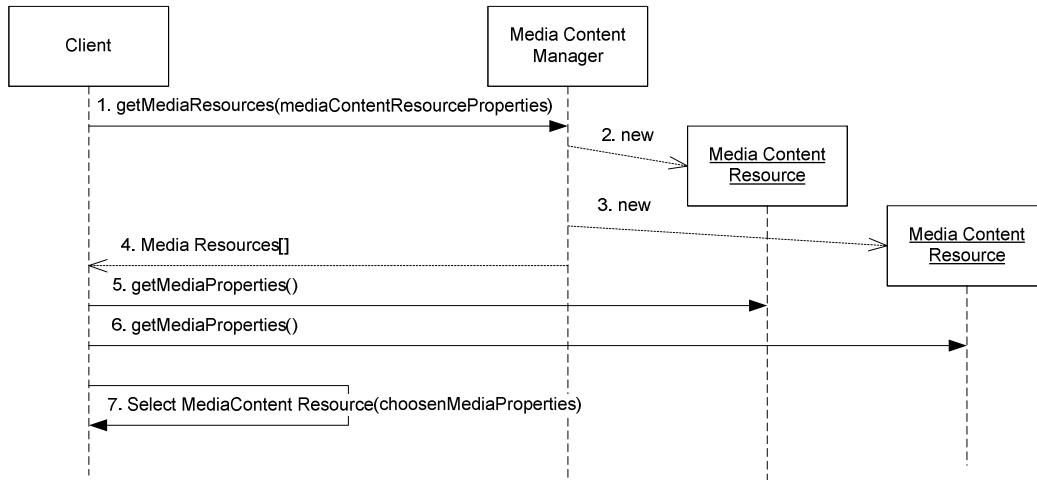 Client
Media Content
Manager
1. getMediaResources(mediaContentResourceProperties)
2. new
Media Content
Resource
3. new
Media Content
Resource
4. Media Resources[]
5. getMediaProperties()
6. getMediaProperties()
7. Select MediaContent Resource(choosenMediaProperties)